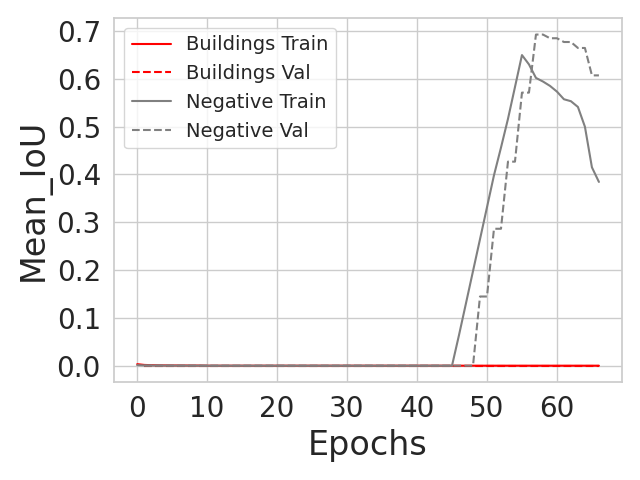 Buildings Train
Buildings Val
Negative Train
Negative Val
Mean_IoU
0.7
0.6
0.5
0.4
0.3
0.2
0.1
0.0
0 10 20 30 40 50 60
Epochs